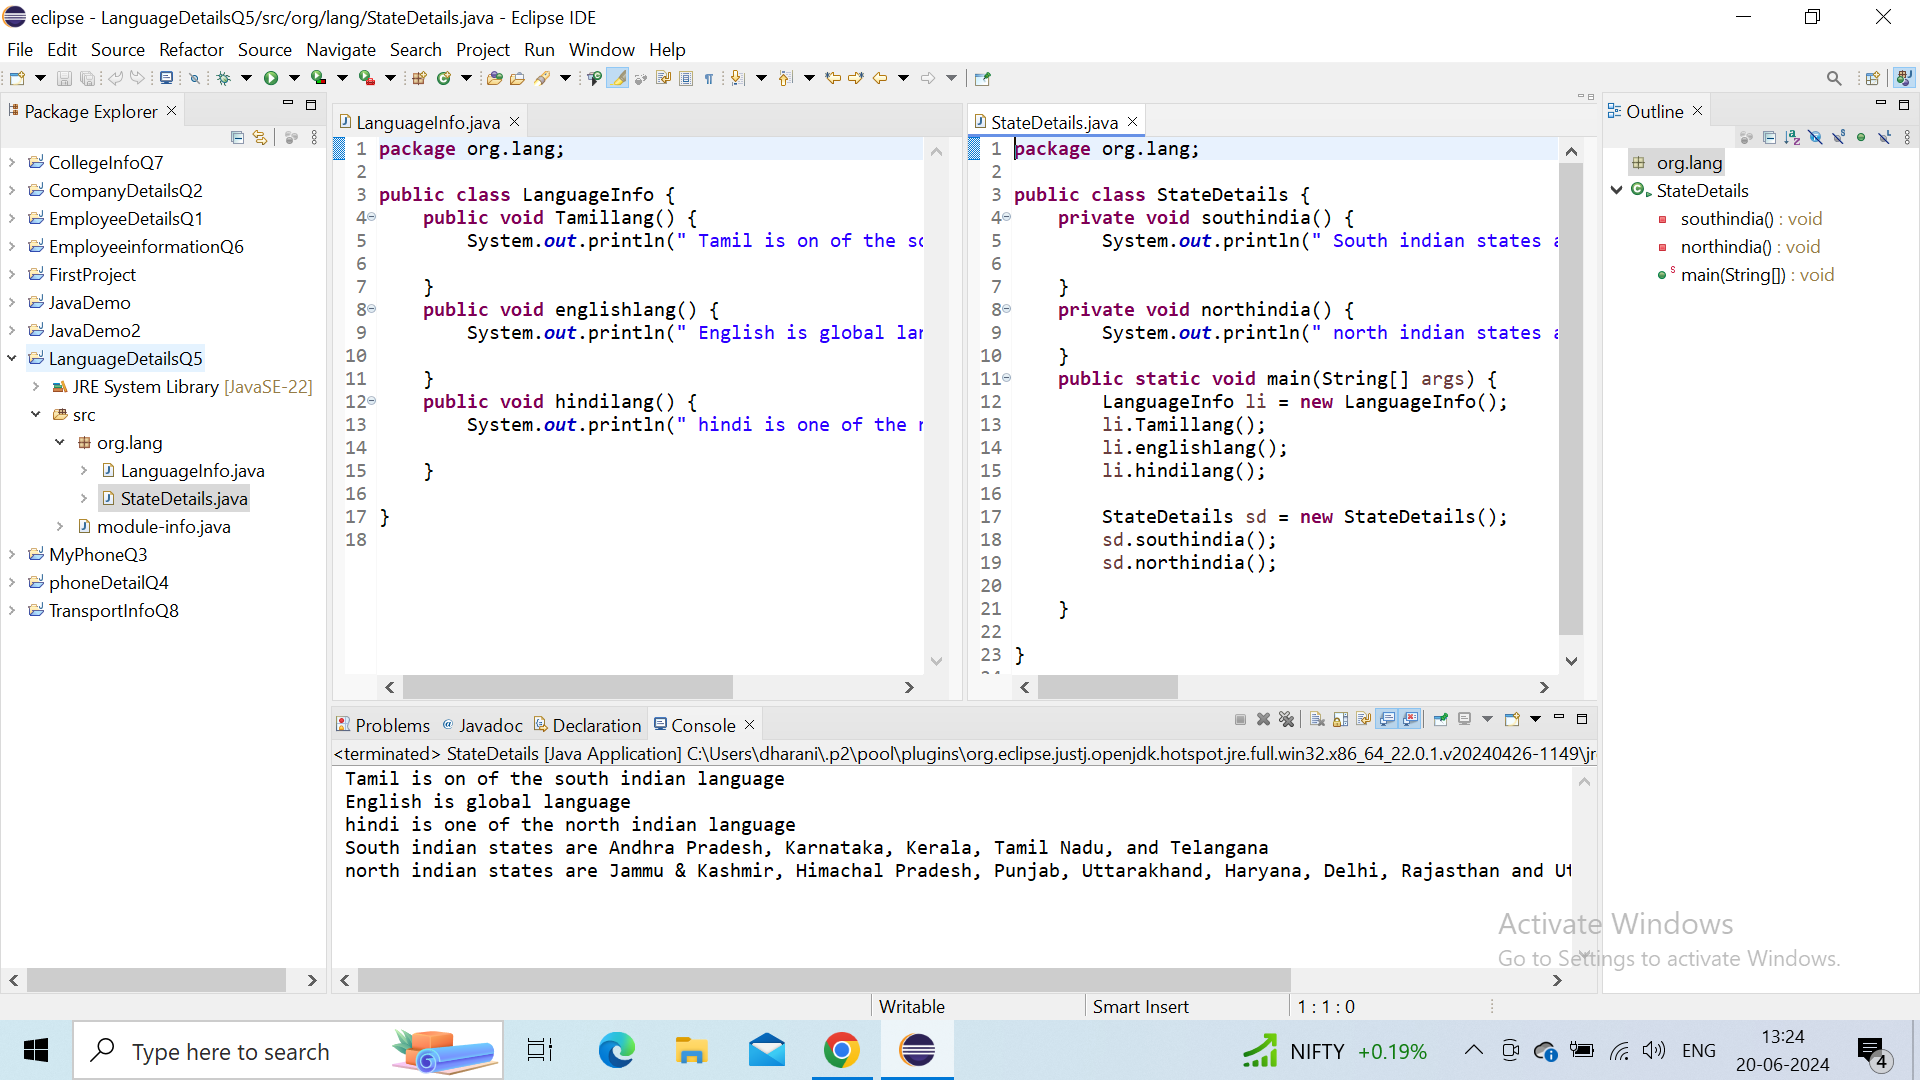 eclipse - LanguageDetailsQ5/src/org/lang/StateDetails.java - Eclipse IDE
File Edit Source Refactor Source Navigate Search Project Run Window Help
Package Explorer
CollegeInfoQ7
CompanyDetailsQ2
EmployeeDetailsQ1
EmployeeinformationQ6
FirstProject
JavaDemo
JavaDemo2
LanguageDetailsQ5
JRE System Library [JavaSE-22]
src
org.lang
LanguageInfo.java
StateDetails.java
module-info.java
MyPhoneQ3
phoneDetailQ4
TransportInfoQ8
LanguageInfo.java
1 package org.lang;
2
3 public class LanguageInfo {
4 public void Tamillang() {
5 System.out.println(" Tamil is on of the
6
7 }
8 public void englishlang() {
9 System.out.println(" English is global
10
11 }
12 public void hindilang() {
13 System.out.println(" hindi is one of the
14
15 }
16
17 }
18
StateDetails.java
1 package org.lang;
2
3 public class StateDetails {
4 private void southindia() {
5 System.out.println(" South indian states
6
7 }
8 private void northindia() {
9 System.out.println(" north indian states
10 }
11 public static void main(String[] args) {
12 LanguageInfo li = new LanguageInfo();
13 li.Tamillang();
14 li.englishlang();
15 li.hindilang();
16
17 StateDetails sd = new StateDetails();
18 sd.southindia();
19 sd.northindia();
20
21 }
22
23 }
Outline
org.lang
StateDetails
southindia() : void
northindia() : void
main(String[]) : void
Problems Javadoc Declaration Console
<terminated> StateDetails [Java Application] C:\Users\dharani\.p2\pool\plugins\org.eclipse.justj.openjdk.hotspot.jre.full.win32.x86_64_22.0.1.v20240426-1149\jr
Tamil is on of the south indian language
English is global language
hindi is one of the north indian language
South indian states are Andhra Pradesh, Karnataka, Kerala, Tamil Nadu, and Telangana
north indian states are Jammu & Kashmir, Himachal Pradesh, Punjab, Uttarakhand, Haryana, Delhi, Rajasthan and
Activate Windows
Go to Settings to activate Windows.
Writable Smart Insert 1 : 1 : 0
Type here to search
NIFTY +0.19%
ENG
13:24
20-06-2024
4